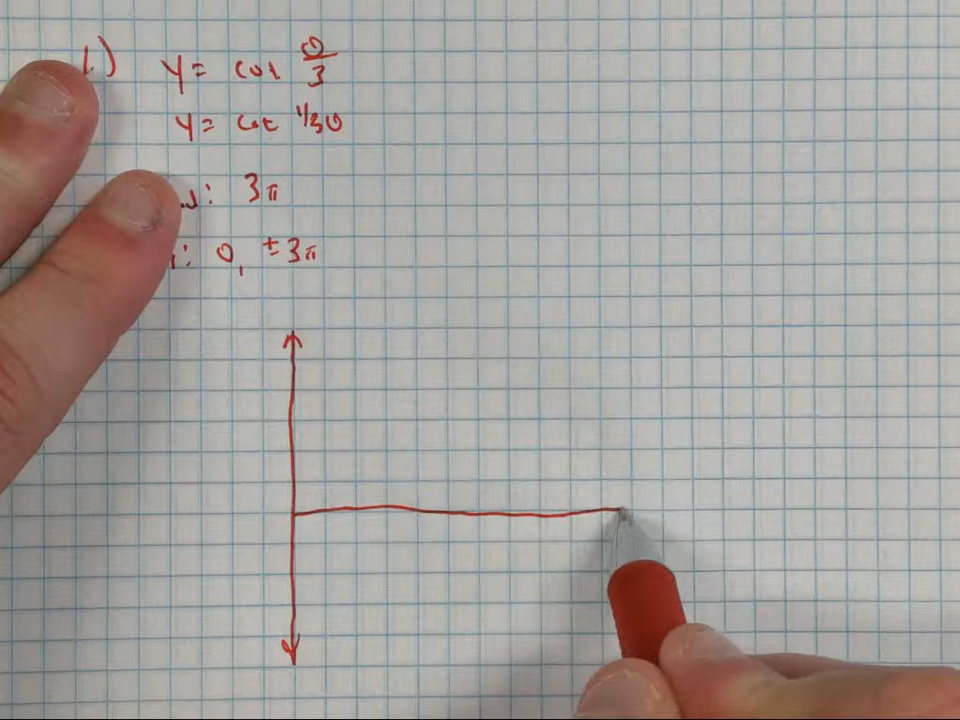 1.) y = cot θ/3
y = cot 1/3 θ
: 3π
: 0, ±3π